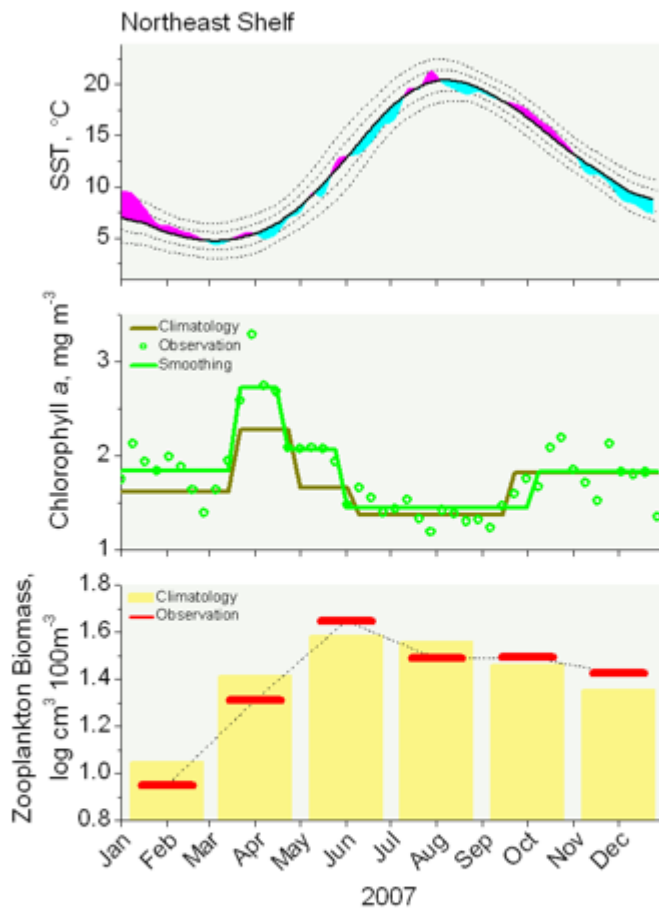 Northeast Shelf
SST, °C
20
15
10
5
Chlorophyll a, mg m-3
3
2
1
Climatology
Observation
Smoothing
Zooplankton Biomass,
log cm3 100m-3
1.8
1.6
1.4
1.2
1.0
0.8
Climatology
Observation
Jan
Feb
Mar
Apr
May
Jun
Jul
Aug
Sep
Oct
Nov
Dec
2007